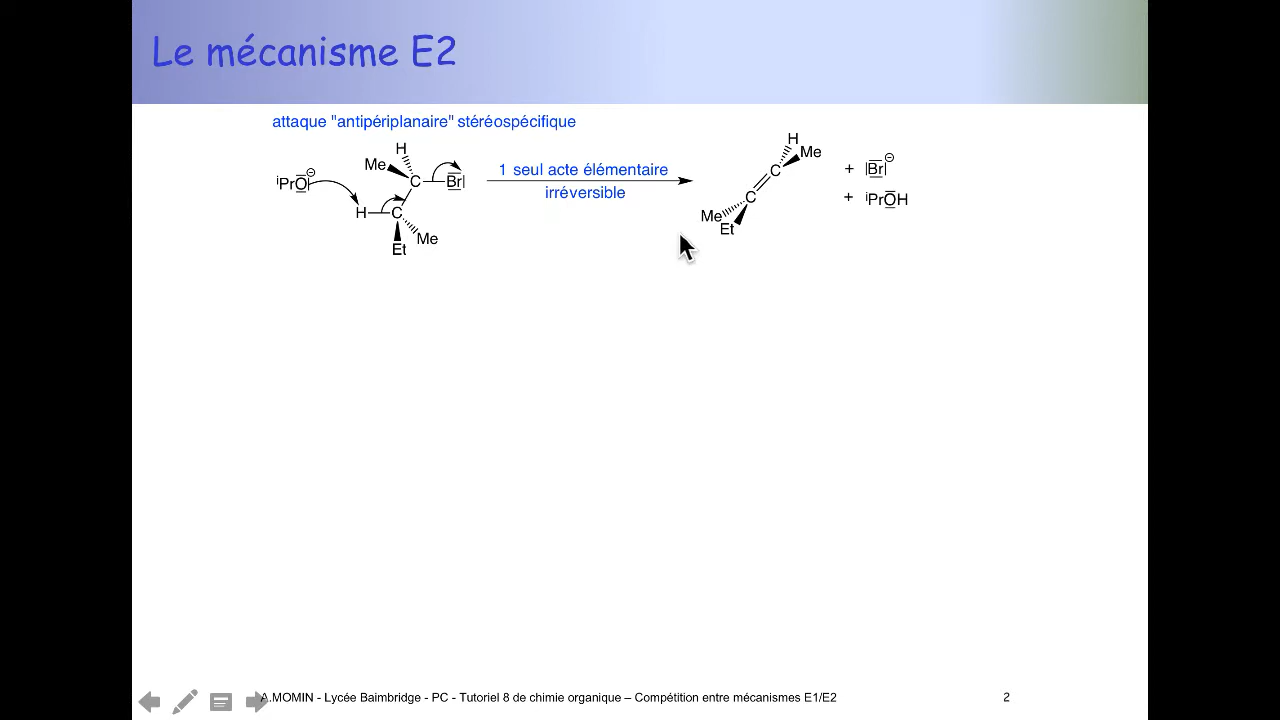 Le mécanisme E2
attaque "antipériplanaire" stéréospécifique
H
Me
ⁱPrO|⊖
C
Br|
H
C
Me
Et
1 seul acte élémentaire
irréversible
H
Me
C
C
Me
Et
+ |Br|⊖
+ ⁱPrOH
A.MOMIN - Lycée Baimbridge - PC - Tutoriel 8 de chimie organique – Compétition entre mécanismes E1/E2
2